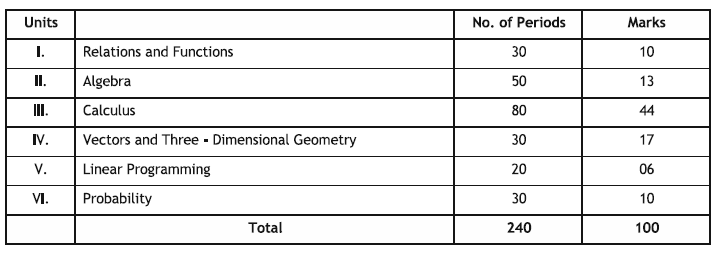 Units No. of Periods Marks
I. Relations and Functions 30 10
II. Algebra 50 13
III. Calculus 80 44
IV. Vectors and Three - Dimensional Geometry 30 17
V. Linear Programming 20 06
VI. Probability 30 10
Total 240 100